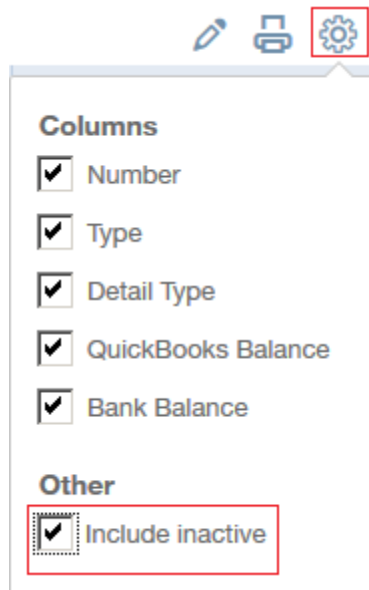 Columns
Number
Type
Detail Type
QuickBooks Balance
Bank Balance
Other
Include inactive